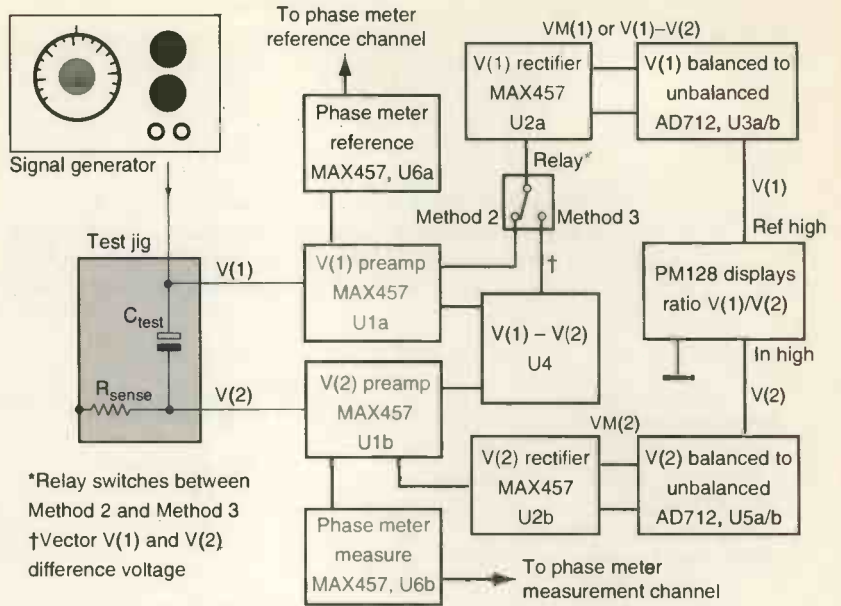 To phase meter
reference channel
Signal generator
Phase meter
reference
MAX457, U6a
VM(1) or V(1)–V(2)
V(1) rectifier
MAX457
U2a
V(1) balanced to
unbalanced
AD712, U3a/b
Relay*
Method 2
Method 3
†
V(1)
Ref high
Test jig
V(1)
C test
R sense
V(2)
V(1) preamp
MAX457
U1a
V(1) – V(2)
U4
PM128 displays
ratio V(1)/V(2)
In high
V(2)
V(2) preamp
MAX457
U1b
VM(2)
V(2) rectifier
MAX457
U2b
V(2) balanced to
unbalanced
AD712, U5a/b
*Relay switches between
Method 2 and Method 3
†Vector V(1) and V(2)
difference voltage
Phase meter
measure
MAX457, U6b
To phase meter
measurement channel